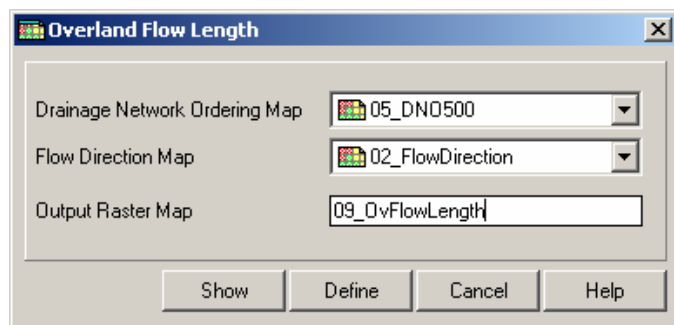 Overland Flow Length
Drainage Network Ordering Map 05_DNO500
Flow Direction Map 02_FlowDirection
Output Raster Map 09_OvFlowLength
Show Define Cancel Help